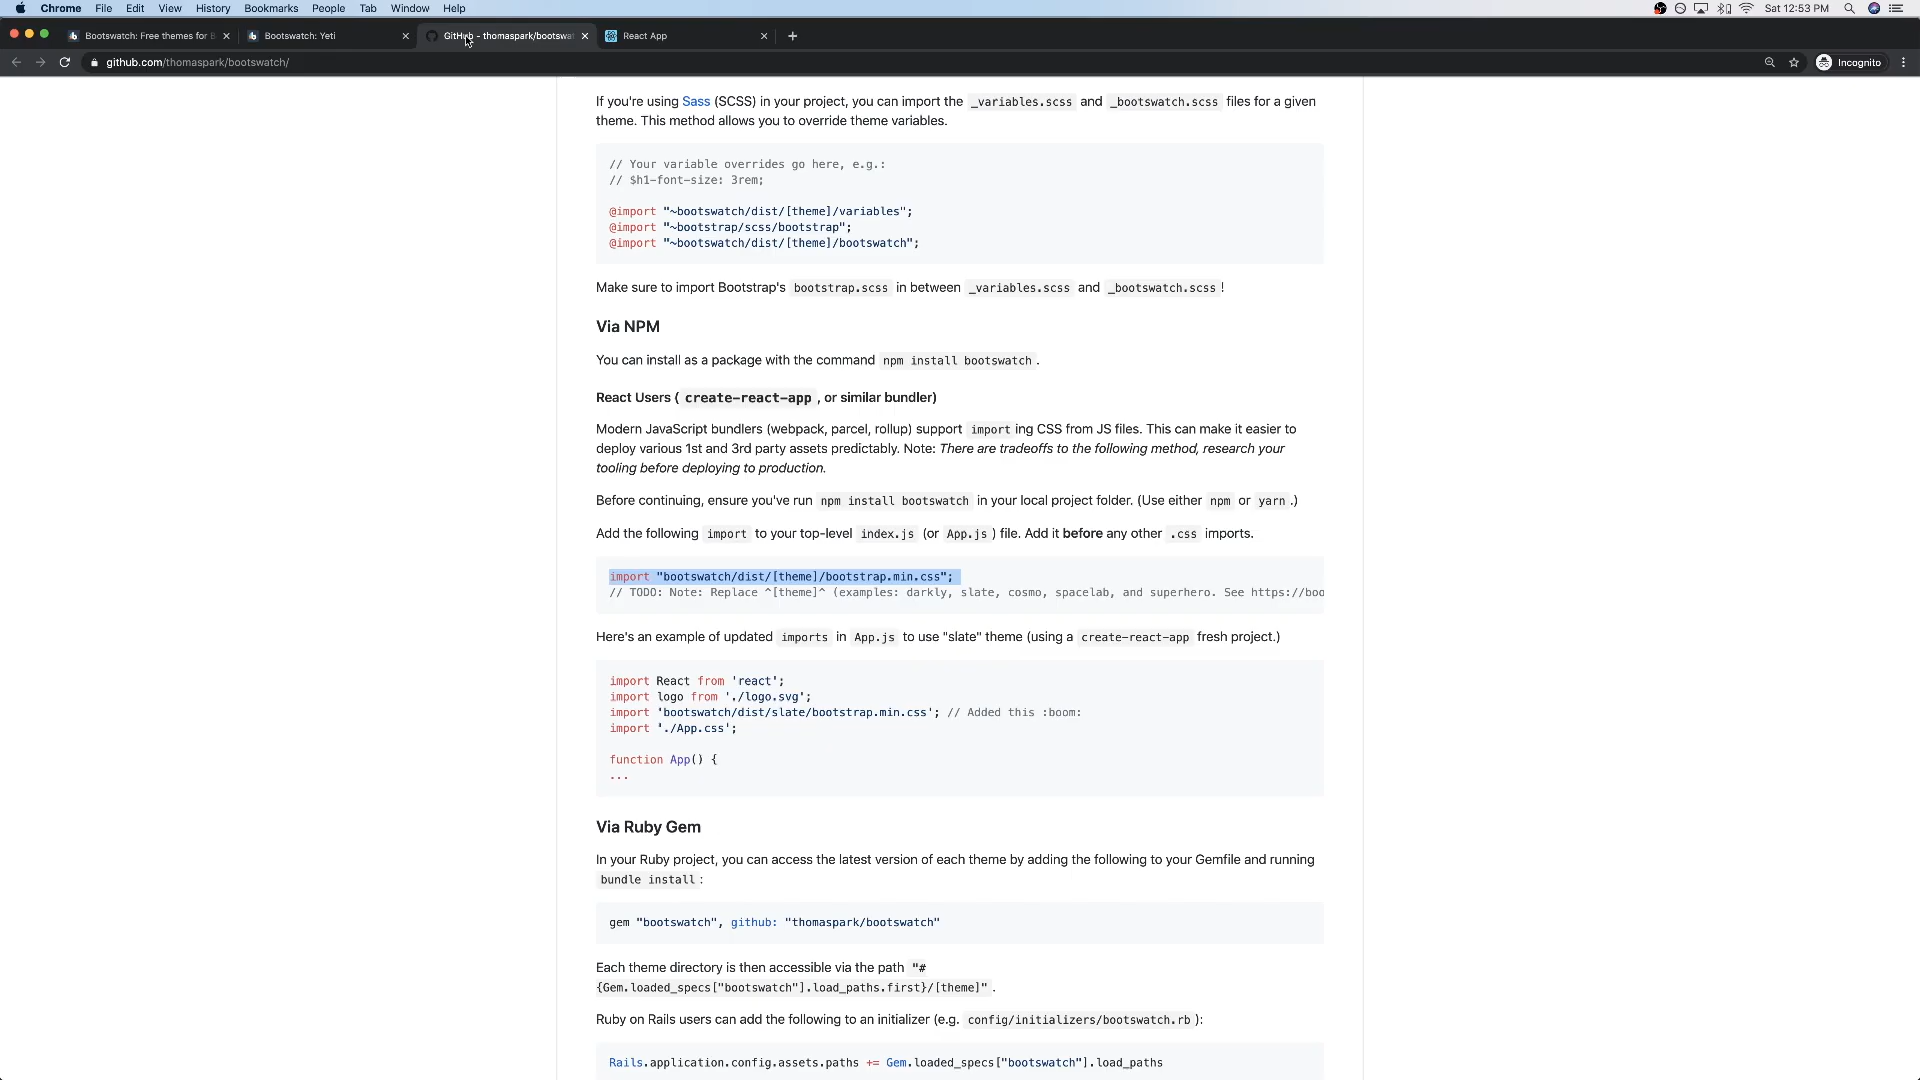 Chrome File Edit View History Bookmarks People Tab Window Help Sat 12:53 PM
Bootswatch: Free themes for B Bootswatch: Yeti GitHub - thomaspark/bootswat React App
github.com/thomaspark/bootswatch/ Incognito
If you're using Sass (SCSS) in your project, you can import the _variables.scss and _bootswatch.scss files for a given
theme. This method allows you to override theme variables.
// Your variable overrides go here, e.g.:
// $h1-font-size: 3rem;
@import "~bootswatch/dist/[theme]/variables";
@import "~bootstrap/scss/bootstrap";
@import "~bootswatch/dist/[theme]/bootswatch";
Make sure to import Bootstrap's bootstrap.scss in between _variables.scss and _bootswatch.scss !
Via NPM
You can install as a package with the command npm install bootswatch .
React Users ( create-react-app , or similar bundler)
Modern JavaScript bundlers (webpack, parcel, rollup) support import ing CSS from JS files. This can make it easier to
deploy various 1st and 3rd party assets predictably. Note: There are tradeoffs to the following method, research your
tooling before deploying to production.
Before continuing, ensure you've run npm install bootswatch in your local project folder. (Use either npm or yarn .)
Add the following import to your top-level index.js (or App.js ) file. Add it before any other .css imports.
import "bootswatch/dist/[theme]/bootstrap.min.css";
// TODO: Note: Replace ^[theme]^ (examples: darkly, slate, cosmo, spacelab, and superhero. See https://boo
Here's an example of updated imports in App.js to use "slate" theme (using a create-react-app fresh project.)
import React from 'react';
import logo from './logo.svg';
import 'bootswatch/dist/slate/bootstrap.min.css'; // Added this :boom:
import './App.css';
function App() {
...
Via Ruby Gem
In your Ruby project, you can access the latest version of each theme by adding the following to your Gemfile and running
bundle install :
gem "bootswatch", github: "thomaspark/bootswatch"
Each theme directory is then accessible via the path "#
{Gem.loaded_specs["bootswatch"].load_paths.first}/[theme]" .
Ruby on Rails users can add the following to an initializer (e.g. config/initializers/bootswatch.rb ):
Rails.application.config.assets.paths += Gem.loaded_specs["bootswatch"].load_paths